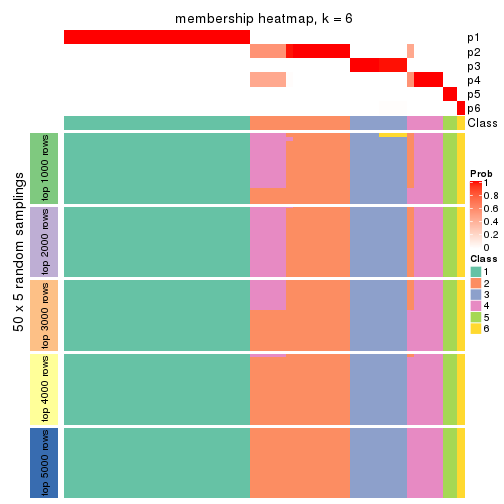 membership heatmap, k = 6
p1
p2
p3
p4
p5
p6
Class
50 x 5 random samplings
top 1000 rows
top 2000 rows
top 3000 rows
top 4000 rows
top 5000 rows
Prob
1
0.8
0.6
0.4
0.2
0
Class
1
2
3
4
5
6